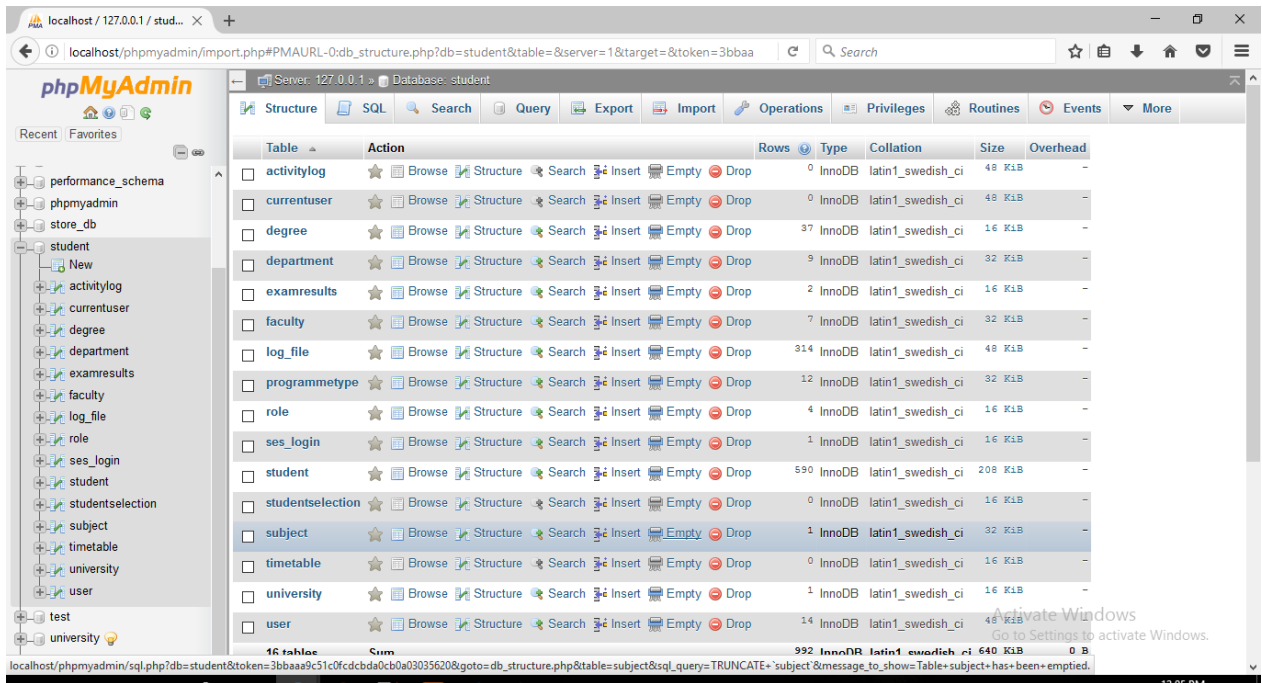 localhost / 127.0.0.1 / stud...
localhost/phpmyadmin/import.php#PMAURL-0:db_structure.php?db=student&table=&server=1&target=&token=3bbaa
Search
phpMyAdmin
Recent Favorites
performance_schema
phpmyadmin
store_db
student
New
activitylog
currentuser
degree
department
examresults
faculty
log_file
role
ses_login
student
studentselection
subject
timetable
university
user
test
university
Server: 127.0.0.1 » Database: student
Structure SQL Search Query Export Import Operations Privileges Routines Events More
Table Action Rows Type Collation Size Overhead
activitylog Browse Structure Search Insert Empty Drop 0 InnoDB latin1_swedish_ci 48 KiB -
currentuser Browse Structure Search Insert Empty Drop 0 InnoDB latin1_swedish_ci 48 KiB -
degree Browse Structure Search Insert Empty Drop 37 InnoDB latin1_swedish_ci 16 KiB -
department Browse Structure Search Insert Empty Drop 9 InnoDB latin1_swedish_ci 32 KiB -
examresults Browse Structure Search Insert Empty Drop 2 InnoDB latin1_swedish_ci 16 KiB -
faculty Browse Structure Search Insert Empty Drop 7 InnoDB latin1_swedish_ci 32 KiB -
log_file Browse Structure Search Insert Empty Drop 314 InnoDB latin1_swedish_ci 48 KiB -
programmetype Browse Structure Search Insert Empty Drop 12 InnoDB latin1_swedish_ci 32 KiB -
role Browse Structure Search Insert Empty Drop 4 InnoDB latin1_swedish_ci 16 KiB -
ses_login Browse Structure Search Insert Empty Drop 1 InnoDB latin1_swedish_ci 16 KiB -
student Browse Structure Search Insert Empty Drop 590 InnoDB latin1_swedish_ci 208 KiB -
studentselection Browse Structure Search Insert Empty Drop 0 InnoDB latin1_swedish_ci 16 KiB -
subject Browse Structure Search Insert Empty Drop 1 InnoDB latin1_swedish_ci 32 KiB -
timetable Browse Structure Search Insert Empty Drop 0 InnoDB latin1_swedish_ci 16 KiB -
university Browse Structure Search Insert Empty Drop 1 InnoDB latin1_swedish_ci 16 KiB -
user Browse Structure Search Insert Empty Drop 14 InnoDB latin1_swedish_ci 48 KiB -
16 tables Sum 992 InnoDB latin1_swedish_ci 640 KiB 0 B
Activate Windows
Go to Settings to activate Windows.
localhost/phpmyadmin/sql.php?db=student&token=3bbaaa9c51c0fcdcbda0cb0a03035620&goto=db_structure.php&table=subject&sql_query=TRUNCATE+`subject`&message_to_show=Table+subject+has+been+emptied.